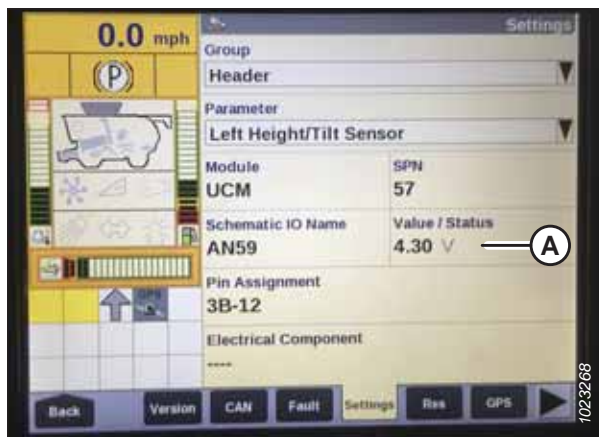 0.0 mph
Settings
(P)
Group
Header
Parameter
Left Height/Tilt Sensor
Module
UCM
SPN
57
Schematic IO Name
AN59
Value / Status
4.30 V
A
Pin Assignment
3B-12
Electrical Component
----
Back
Version
CAN
Fault
Settings
Res
GPS
1023268